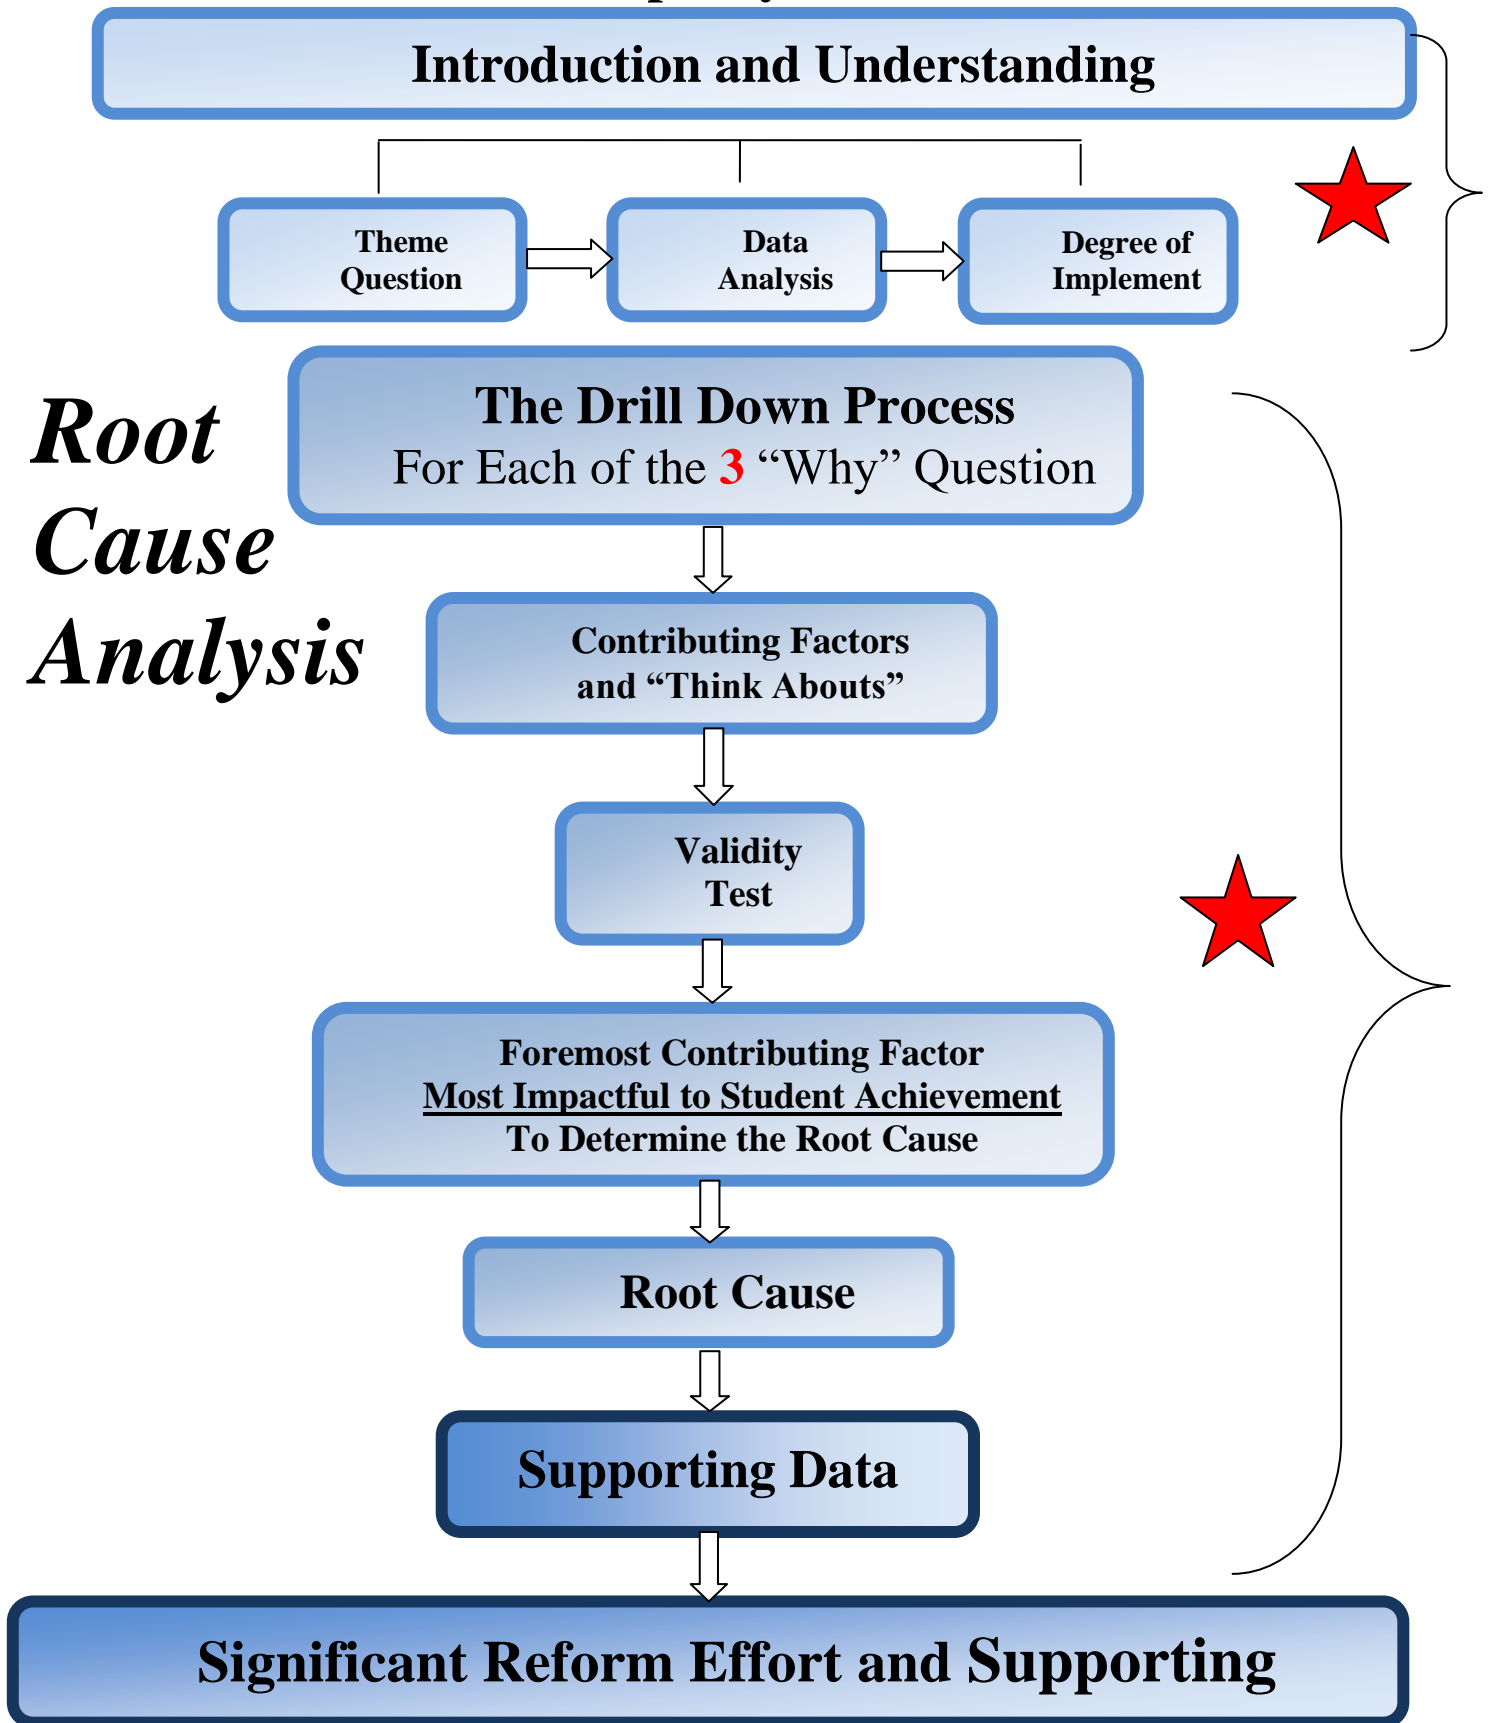 Introduction and Understanding
Theme
Question
Data
Analysis
Degree of
Implement
Root
Cause
Analysis
The Drill Down Process
For Each of the 3 “Why” Question
Contributing Factors
and “Think Abouts”
Validity
Test
Foremost Contributing Factor
Most Impactful to Student Achievement
To Determine the Root Cause
Root Cause
Supporting Data
Significant Reform Effort and Supporting